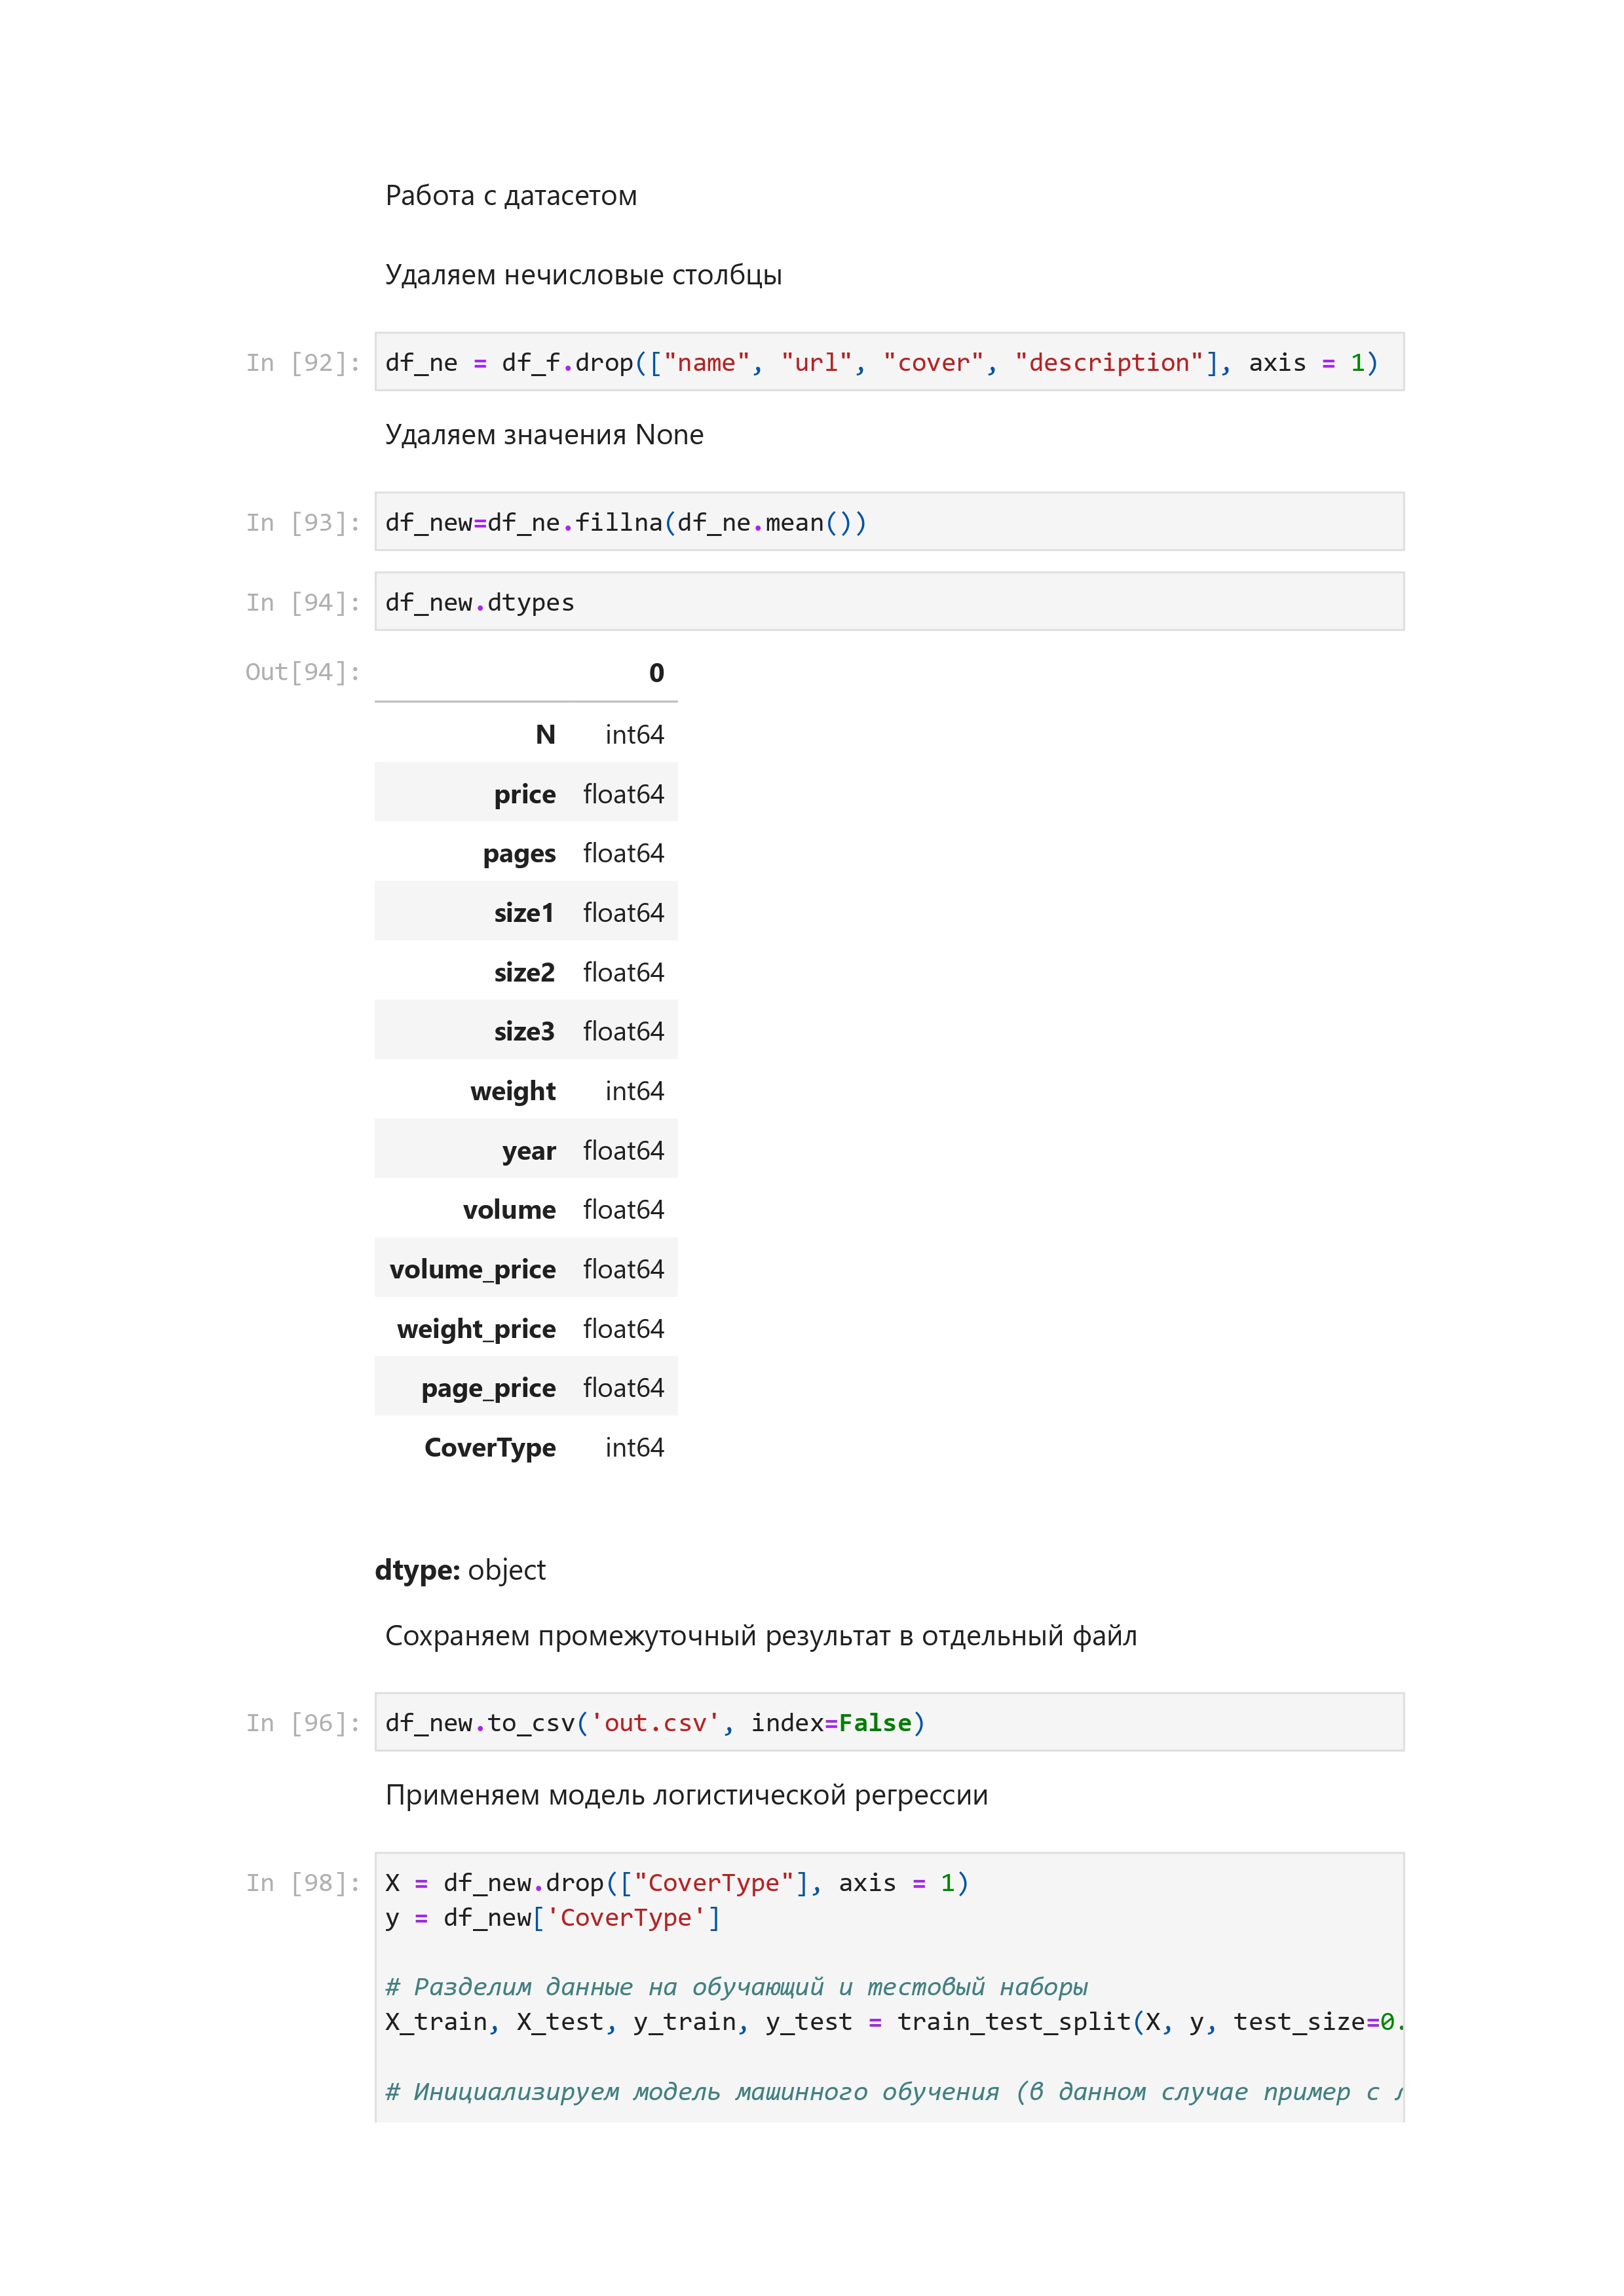 Работа с датасетом
Удаляем нечисловые столбцы
In [92]: df_ne = df_f.drop(["name", "url", "cover", "description"], axis = 1)
Удаляем значения None
In [93]: df_new=df_ne.fillna(df_ne.mean())
In [94]: df_new.dtypes
Out[94]: 0
N int64
price float64
pages float64
size1 float64
size2 float64
size3 float64
weight int64
year float64
volume float64
volume_price float64
weight_price float64
page_price float64
CoverType int64
dtype: object
Сохраняем промежуточный результат в отдельный файл
In [96]: df_new.to_csv('out.csv', index=False)
Применяем модель логистической регрессии
In [98]: X = df_new.drop(["CoverType"], axis = 1)
y = df_new['CoverType']
# Разделим данные на обучающий и тестовый наборы
X_train, X_test, y_train, y_test = train_test_split(X, y, test_size=0.
# Инициализируем модель машинного обучения (в данном случае пример с